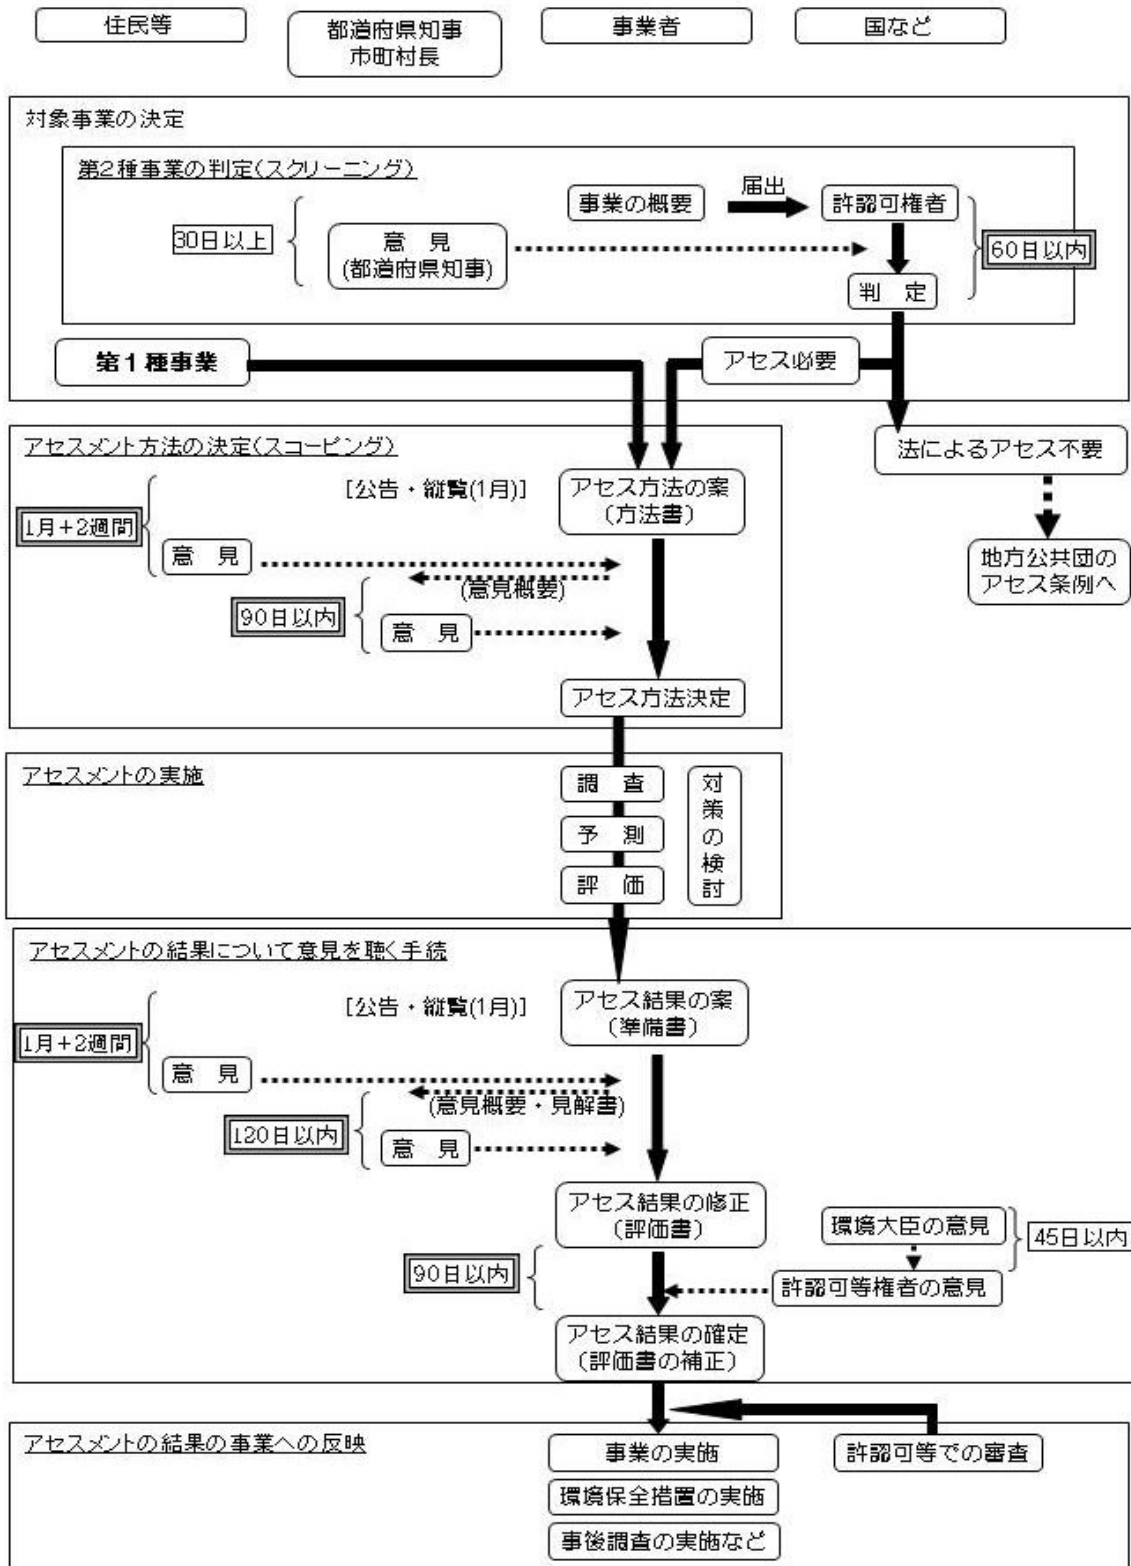 住民等
都道府県知事
市町村長
事業者
国など
対象事業の決定
第2種事業の判定(スクリーニング)
事業の概要
届出
許認可権者
30日以上
意 見
(都道府県知事)
60日以内
判 定
第1種事業
アセス必要
アセスメント方法の決定(スコーピング)
法によるアセス不要
[公告・縦覧(1月)]
アセス方法の案
(方法書)
1月+2週間
意 見
(意見概要)
地方公共団の
アセス条例へ
90日以内
意 見
アセス方法決定
アセスメントの実施
調 査
予 測
評 価
対策の検討
アセスメントの結果について意見を聴く手続
[公告・縦覧(1月)]
アセス結果の案
(準備書)
1月+2週間
意 見
(意見概要・見解書)
120日以内
意 見
アセス結果の修正
(評価書)
環境大臣の意見
45日以内
90日以内
許認可等権者の意見
アセス結果の確定
(評価書の補正)
アセスメントの結果の事業への反映
事業の実施
許認可等での審査
環境保全措置の実施
事後調査の実施など